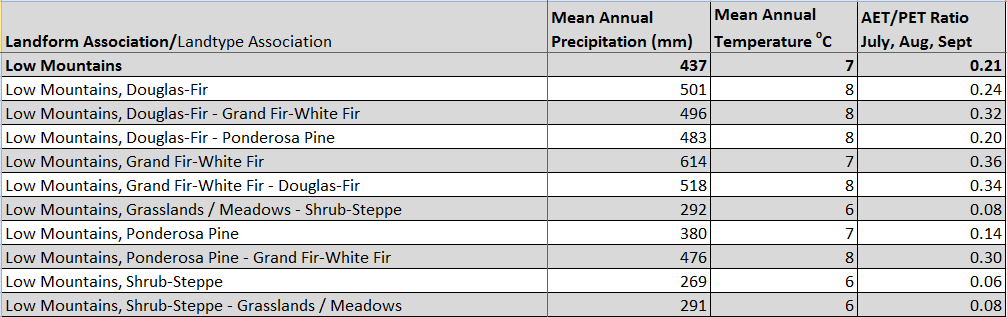 Landform Association/Landtype Association Mean Annual Precipitation (mm) Mean Annual Temperature °C AET/PET Ratio July, Aug, Sept
Low Mountains 437 7 0.21
Low Mountains, Douglas-Fir 501 8 0.24
Low Mountains, Douglas-Fir - Grand Fir-White Fir 496 8 0.32
Low Mountains, Douglas-Fir - Ponderosa Pine 483 8 0.20
Low Mountains, Grand Fir-White Fir 614 7 0.36
Low Mountains, Grand Fir-White Fir - Douglas-Fir 518 8 0.34
Low Mountains, Grasslands / Meadows - Shrub-Steppe 292 6 0.08
Low Mountains, Ponderosa Pine 380 7 0.14
Low Mountains, Ponderosa Pine - Grand Fir-White Fir 476 8 0.30
Low Mountains, Shrub-Steppe 269 6 0.06
Low Mountains, Shrub-Steppe - Grasslands / Meadows 291 6 0.08